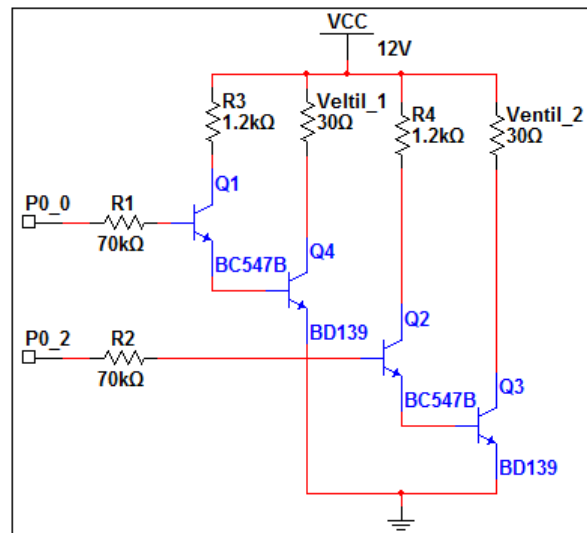 VCC
12V
R3
1.2kΩ
Veltil_1
30Ω
R4
1.2kΩ
Ventil_2
30Ω
Q1
P0_0
R1
70kΩ
BC547B
Q4
BD139
P0_2
R2
70kΩ
Q2
BC547B
Q3
BD139